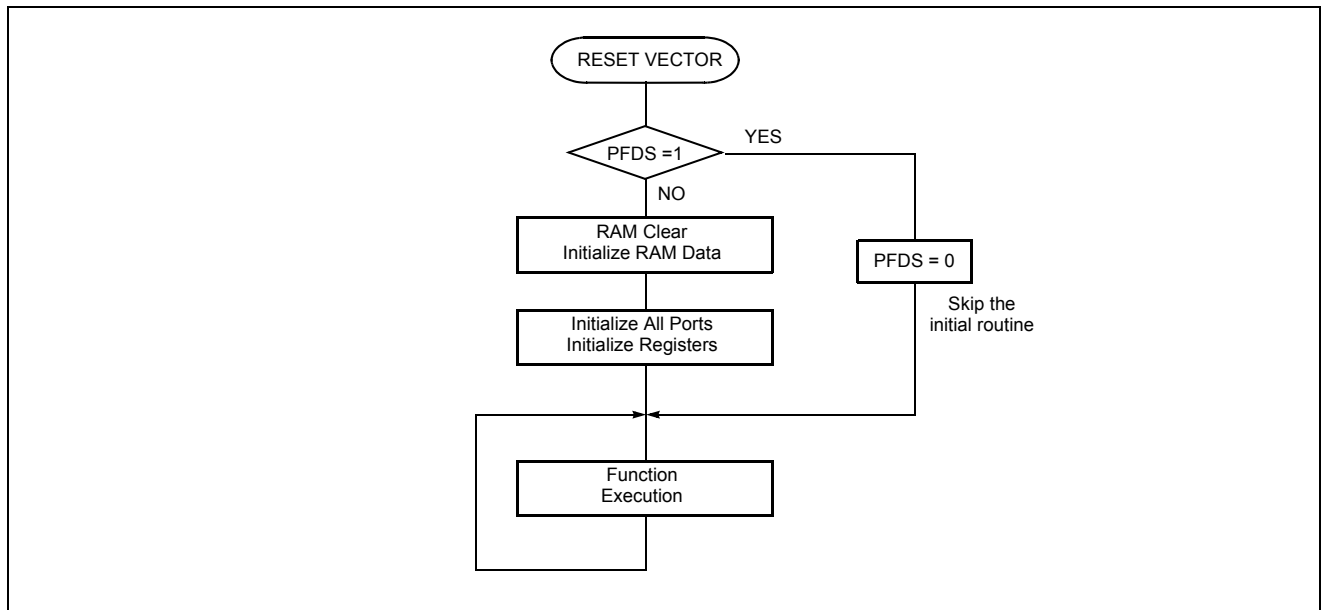 RESET VECTOR
YES
PFDS =1
NO
RAM Clear
Initialize RAM Data
PFDS = 0
Skip the
initial routine
Initialize All Ports
Initialize Registers
Function
Execution